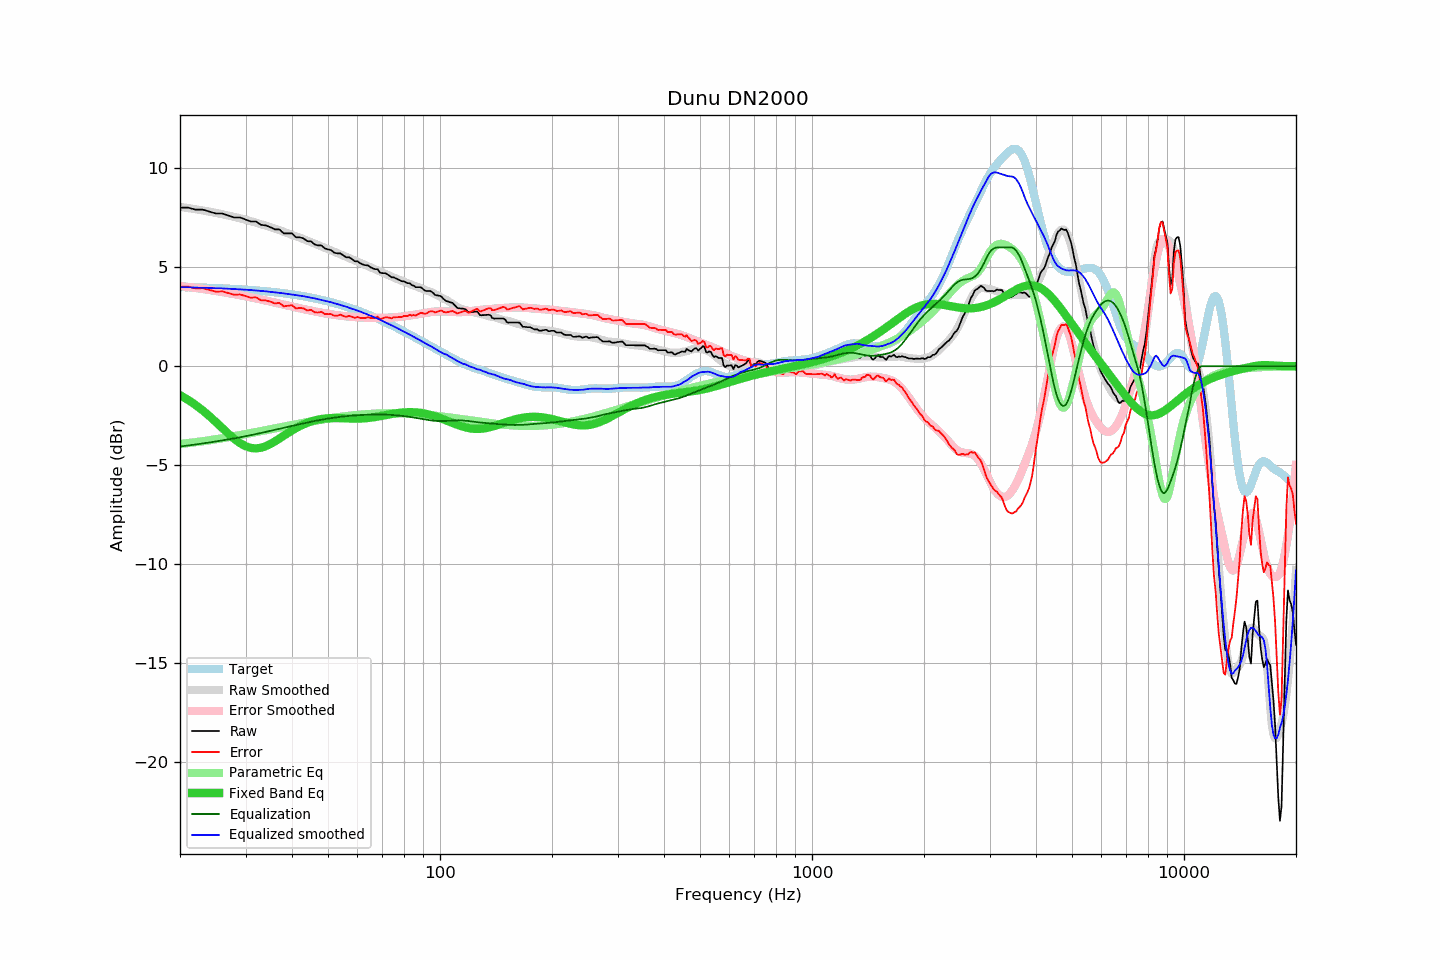 Dunu DN2000
Amplitude (dBr)
10
5
0
−5
−10
−15
−20
Target
Raw Smoothed
Error Smoothed
Raw
Error
Parametric Eq
Fixed Band Eq
Equalization
Equalized smoothed
100
1000
10000
Frequency (Hz)